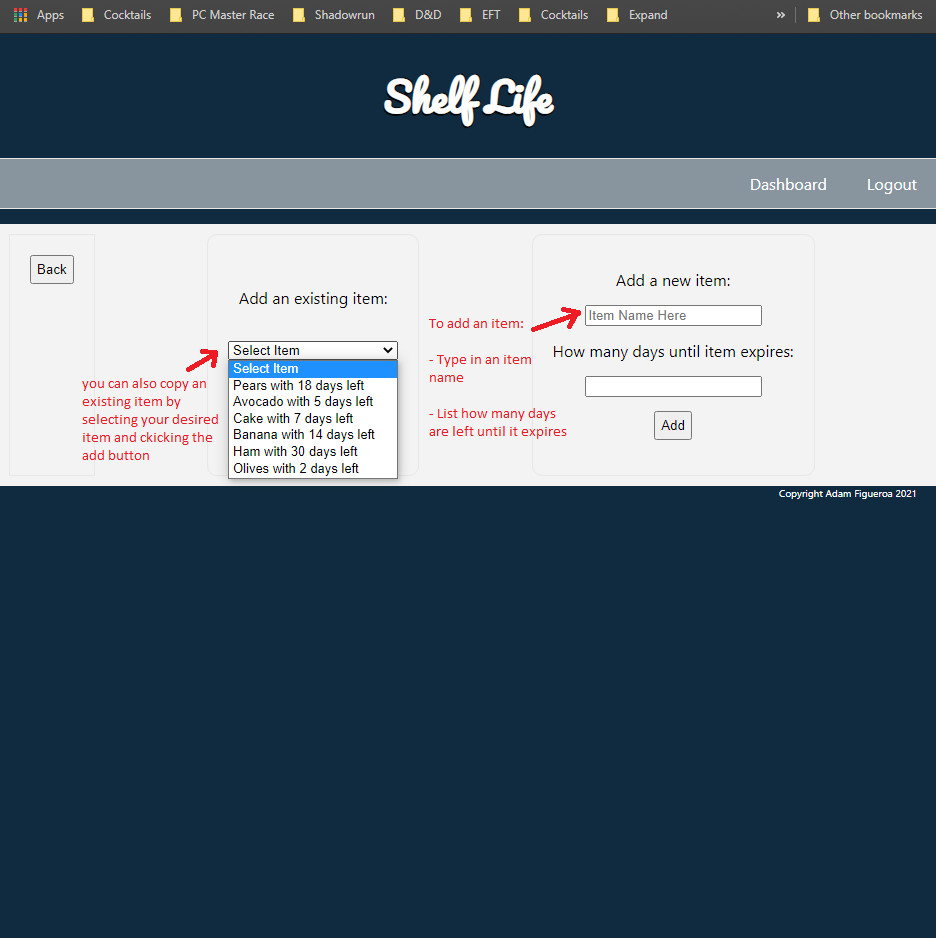 Apps Cocktails PC Master Race Shadowrun D&D EFT Cocktails Expand » Other bookmarks
Shelf Life
Dashboard Logout
Back
Add an existing item:
Select Item
Select Item
Pears with 18 days left
Avocado with 5 days left
Cake with 7 days left
Banana with 14 days left
Ham with 30 days left
Olives with 2 days left
you can also copy an
existing item by
selecting your desired
item and ckicking the
add button
To add an item:
- Type in an item
name
- List how many days
are left until it expires
Add a new item:
Item Name Here
How many days until item expires:
Add
Copyright Adam Figueroa 2021